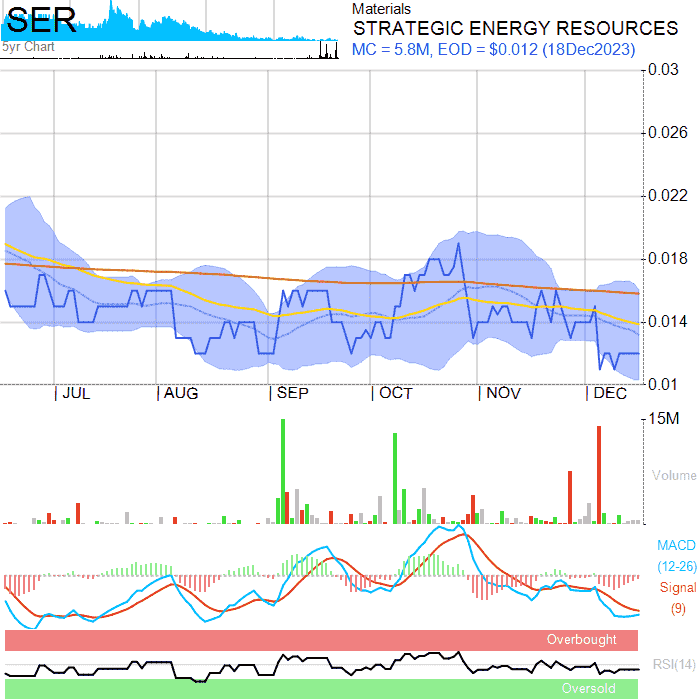 SER
5yr Chart
Materials
STRATEGIC ENERGY RESOURCES
MC = 5.8M, EOD = $0.012 (18Dec2023)
0.03
0.026
0.022
0.018
0.014
0.01
JUL AUG SEP OCT NOV DEC
15M
Volume
MACD
(12-26)
Signal
(9)
Overbought
RSI(14)
Oversold